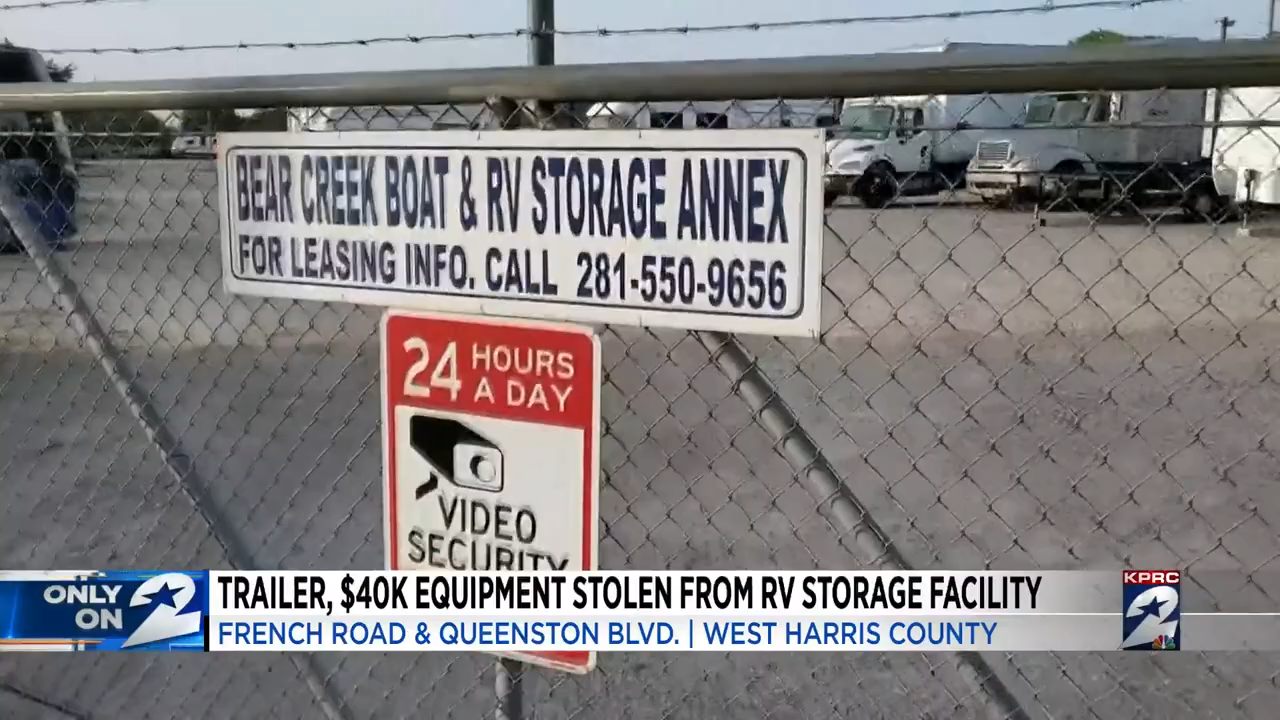 BEAR CREEK BOAT & RV STORAGE ANNEX
FOR LEASING INFO. CALL 281-550-9656
24 HOURS
A DAY
VIDEO
SECURITY
ONLY
ON 2
TRAILER, $40K EQUIPMENT STOLEN FROM RV STORAGE FACILITY
FRENCH ROAD & QUEENSTON BLVD. | WEST HARRIS COUNTY
KPRC
2